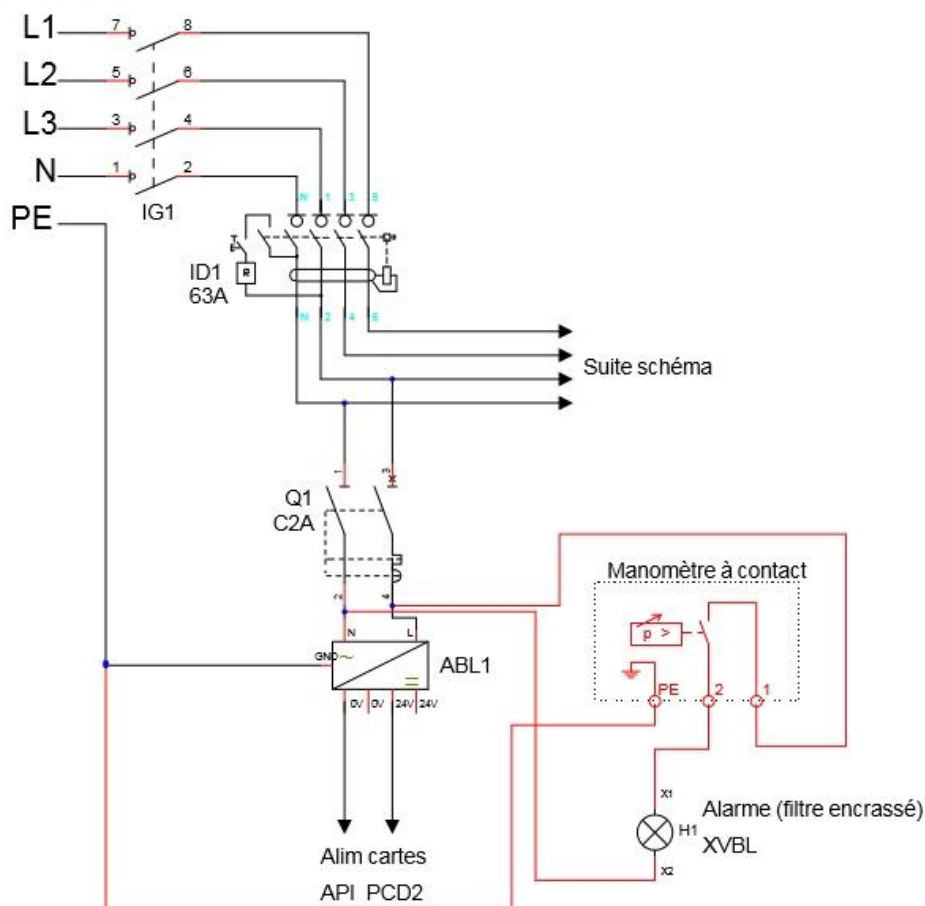 L1 7 8
L2 5 6
L3 3 4
N 1 2
IG1
PE
N 1 3 5
ID1
63A
R
N 2 4 6
Suite schéma
1 3
Q1
C2A
2 4
Manomètre à contact
p >
N L
GND
ABL1
PE 2 1
0V 0V 24V 24V
X1
Alarme (filtre encrassé)
H1
XVBL
X2
Alim cartes
API PCD2